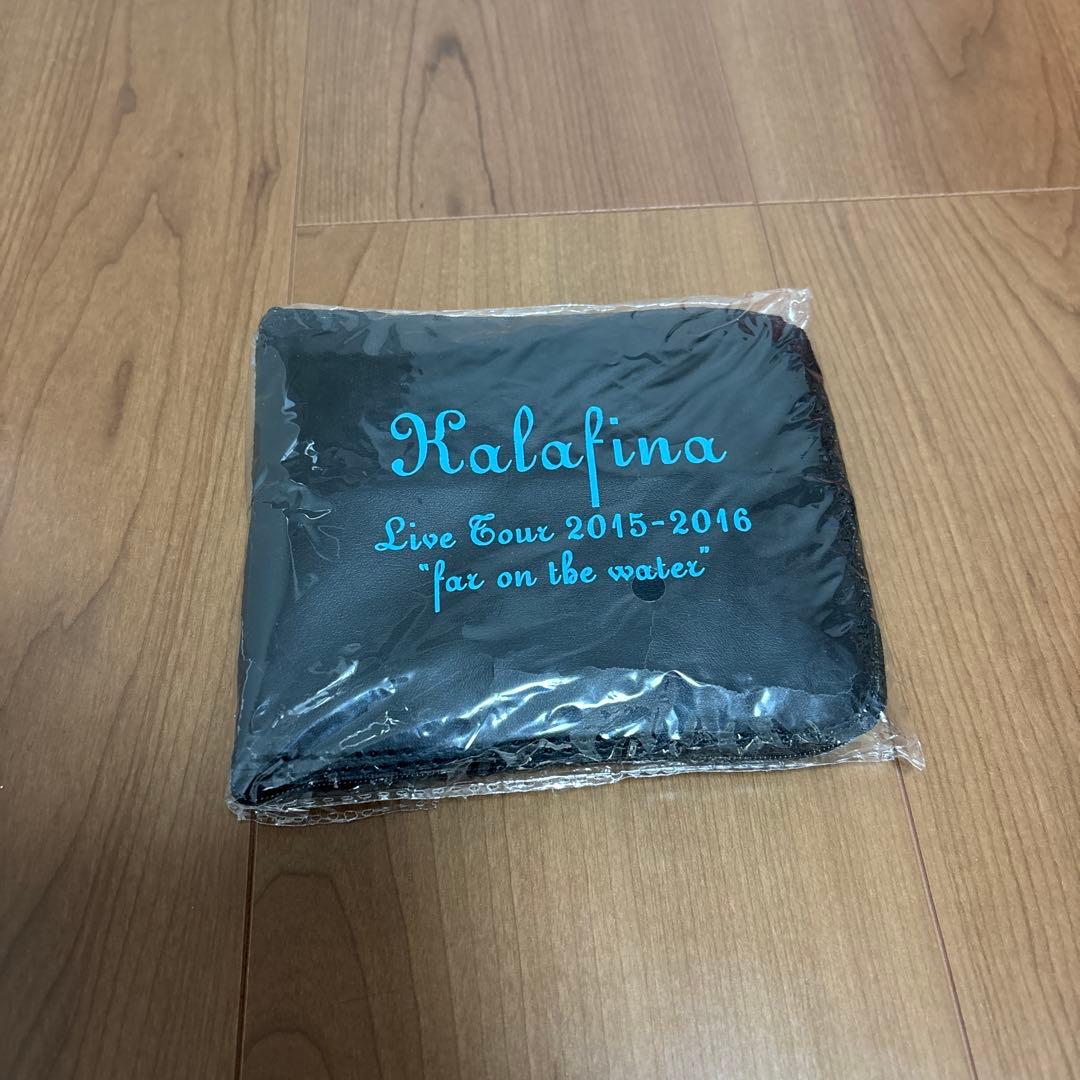 Kalafina
Live Tour 2015-2016
"far on the water"